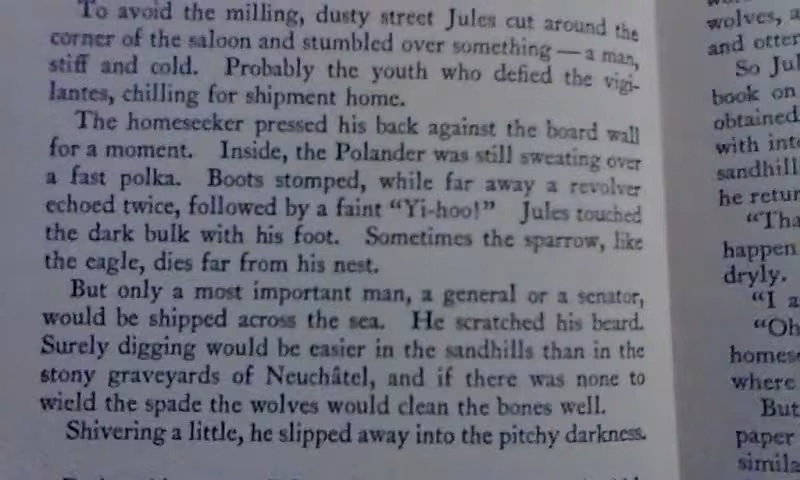 To avoid the milling, dusty street Jules cut around the
corner of the saloon and stumbled over something — a man,
stiff and cold. Probably the youth who defied the vigi-
lantes, chilling for shipment home.
The homeseeker pressed his back against the board wall
for a moment. Inside, the Polander was still sweating over
a fast polka. Boots stomped, while far away a revolver
echoed twice, followed by a faint “Yi-hoo!” Jules touched
the dark bulk with his foot. Sometimes the sparrow, like
the eagle, dies far from his nest.
But only a most important man, a general or a senator,
would be shipped across the sea. He scratched his beard.
Surely digging would be easier in the sandhills than in the
stony graveyards of Neuchâtel, and if there was none to
wield the spade the wolves would clean the bones well.
Shivering a little, he slipped away into the pitchy darkness.
wolves,
and otter
So
book on
obtained
with
sandhill
he
happen
dryly.
“I
“Oh
where
But
paper